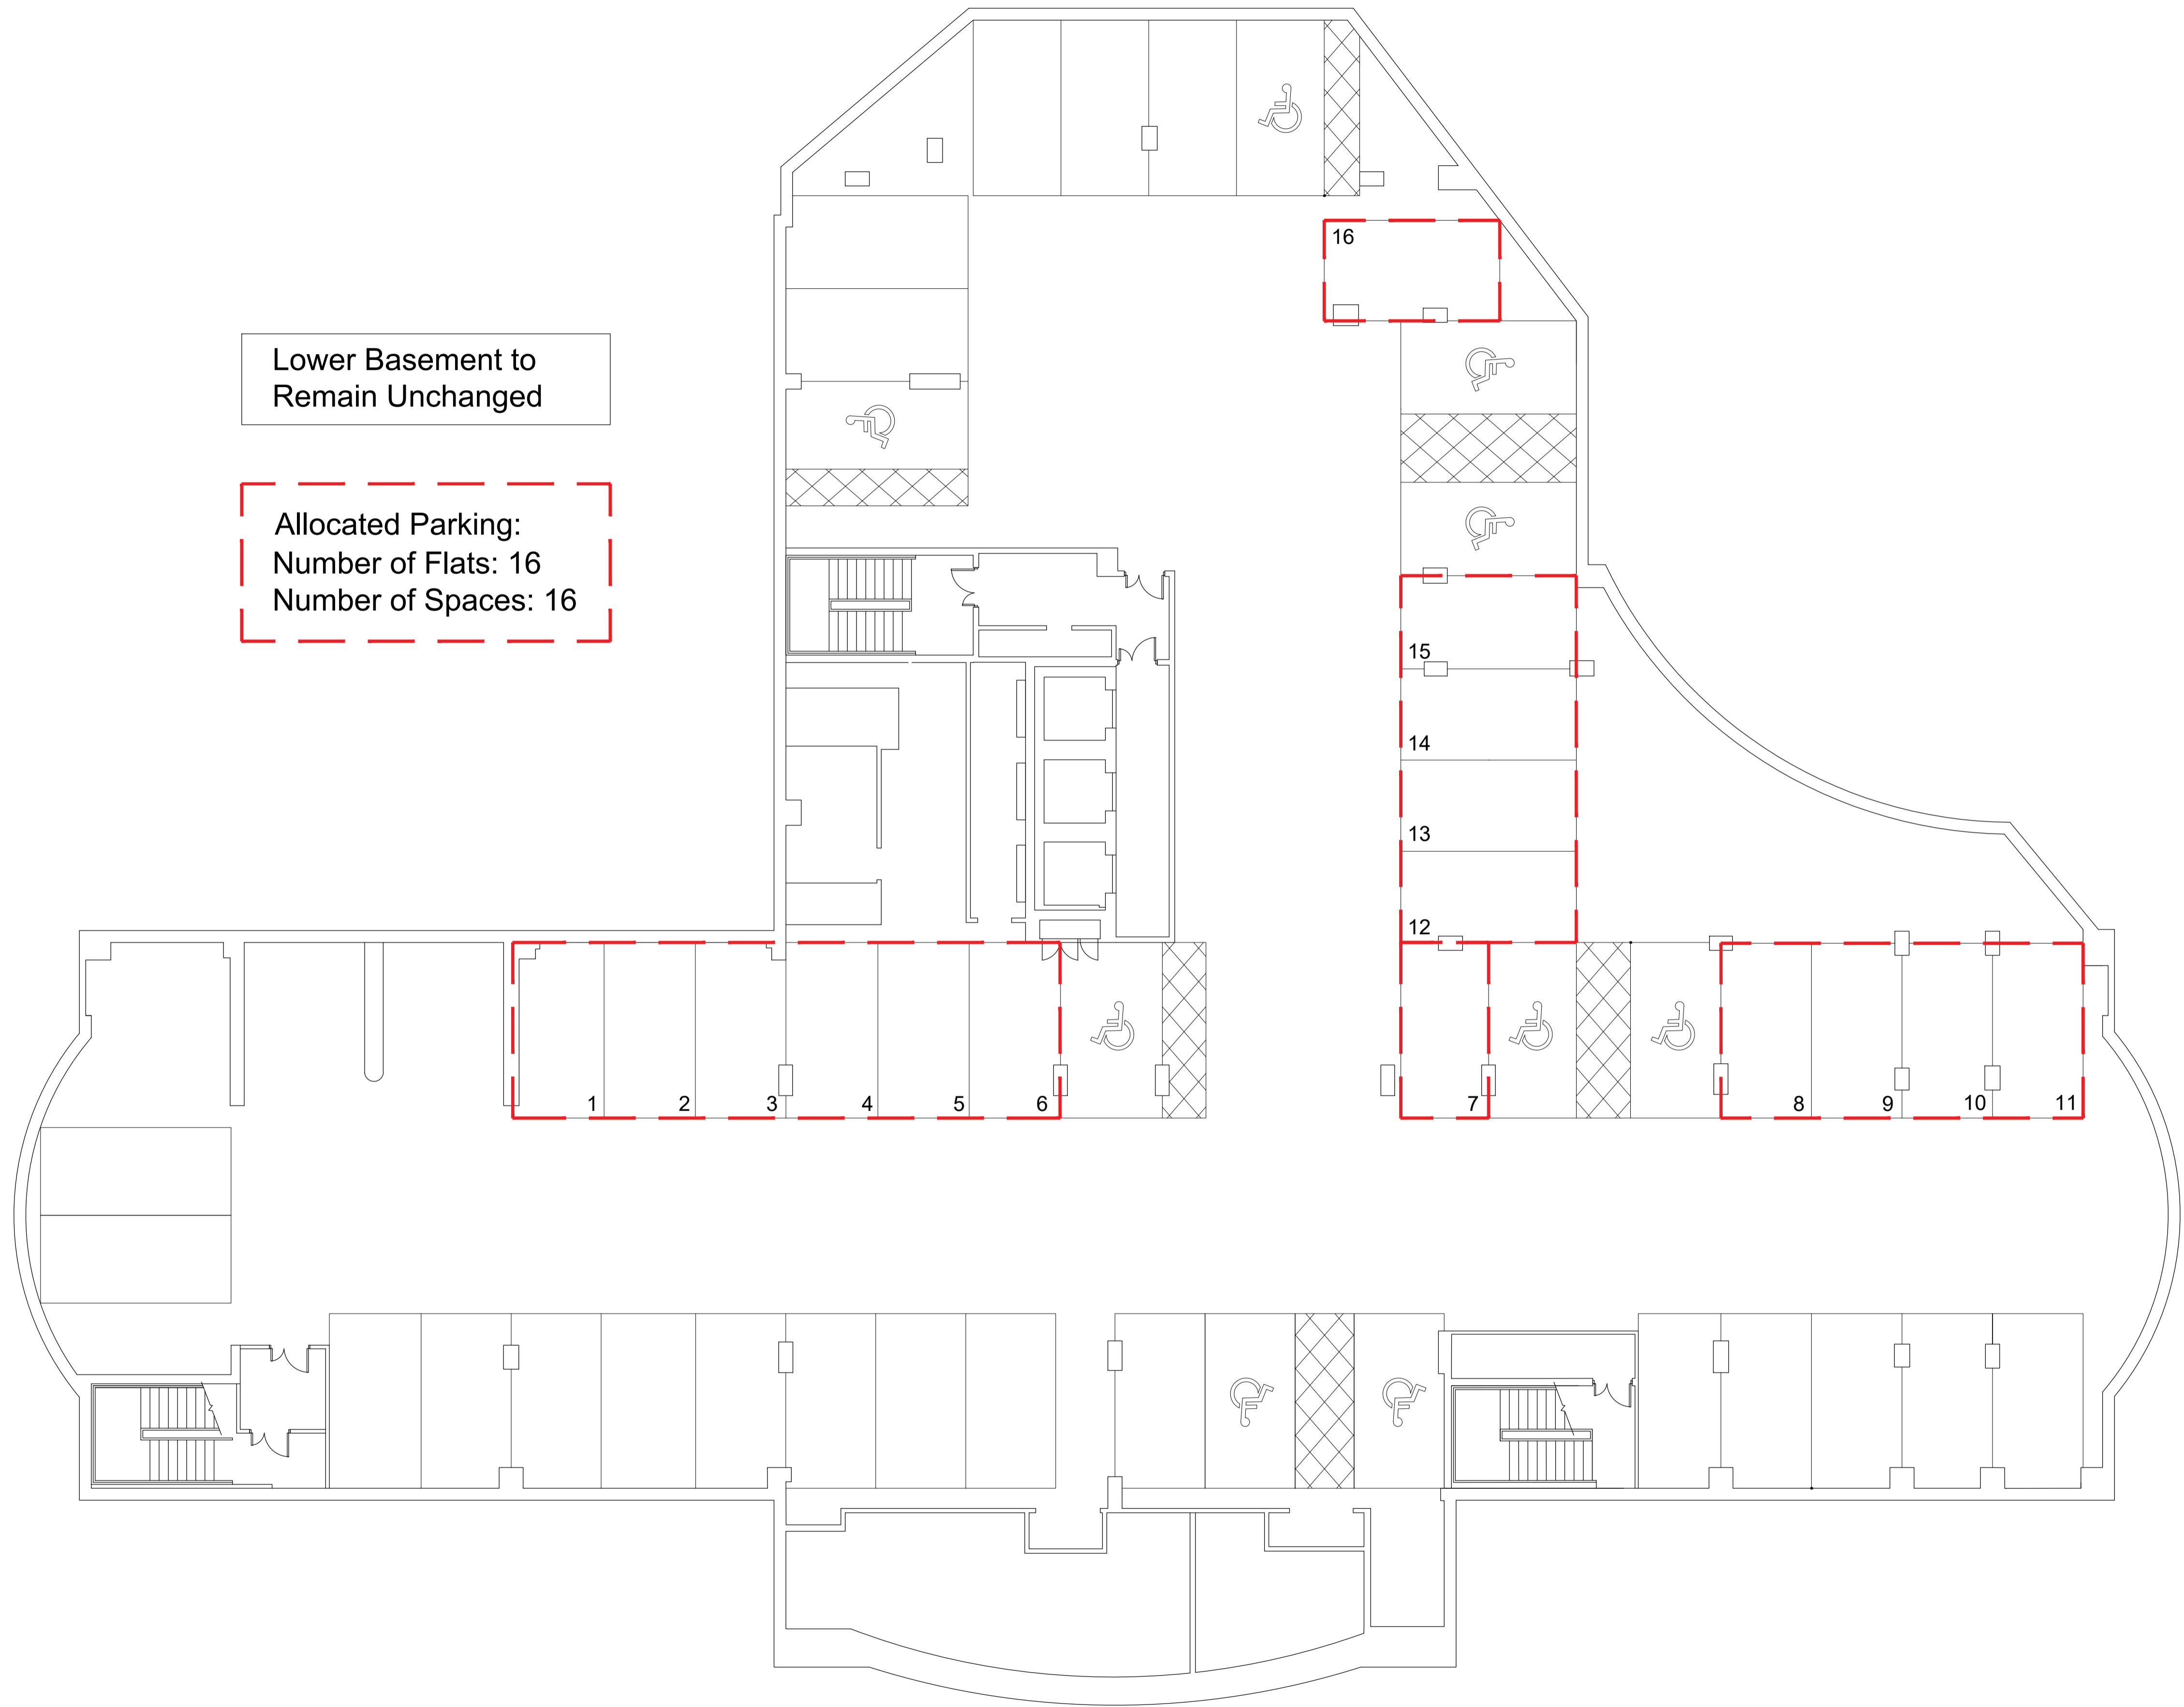 16
Lower Basement to
Remain Unchanged
Allocated Parking:
Number of Flats: 16
Number of Spaces: 16
15
14
13
12
1 2 3 4 5 6 7 8 9 10 11